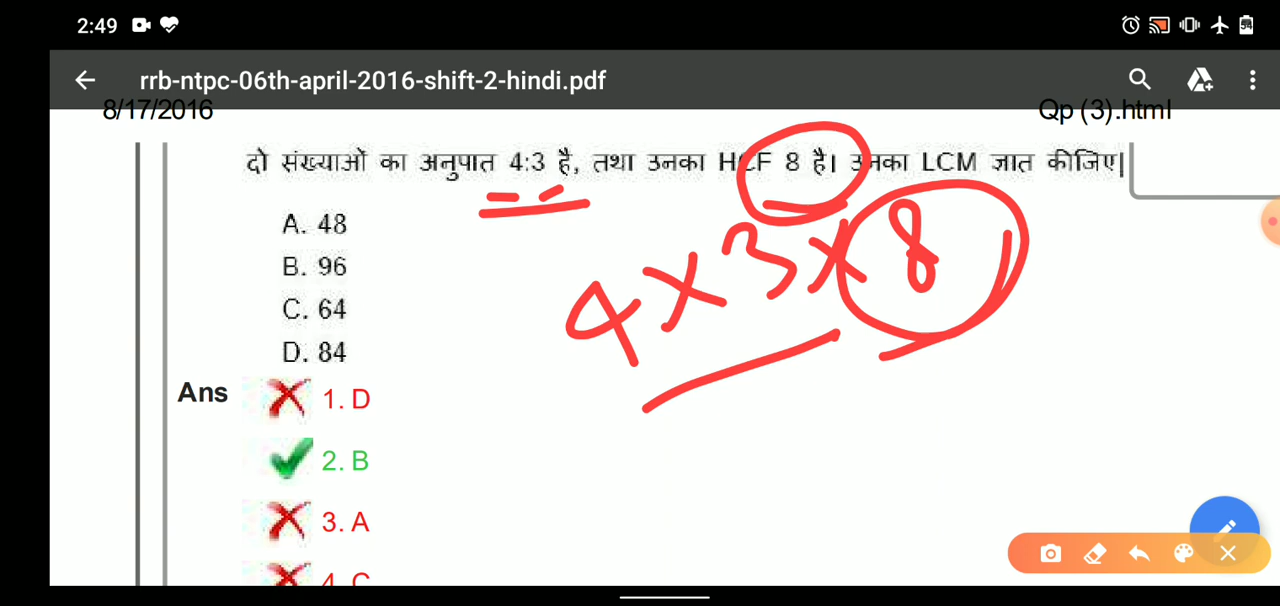 2:49
rrb-ntpc-06th-april-2016-shift-2-hindi.pdf
8/17/2016 Qp (3).html
दो संख्याओं का अनुपात 4:3 है, तथा उनका HCF 8 है। उनका LCM ज्ञात कीजिए|
A. 48
B. 96
C. 64
D. 84
4 x 3 x 8
Ans
1. D
2. B
3. A
4. C